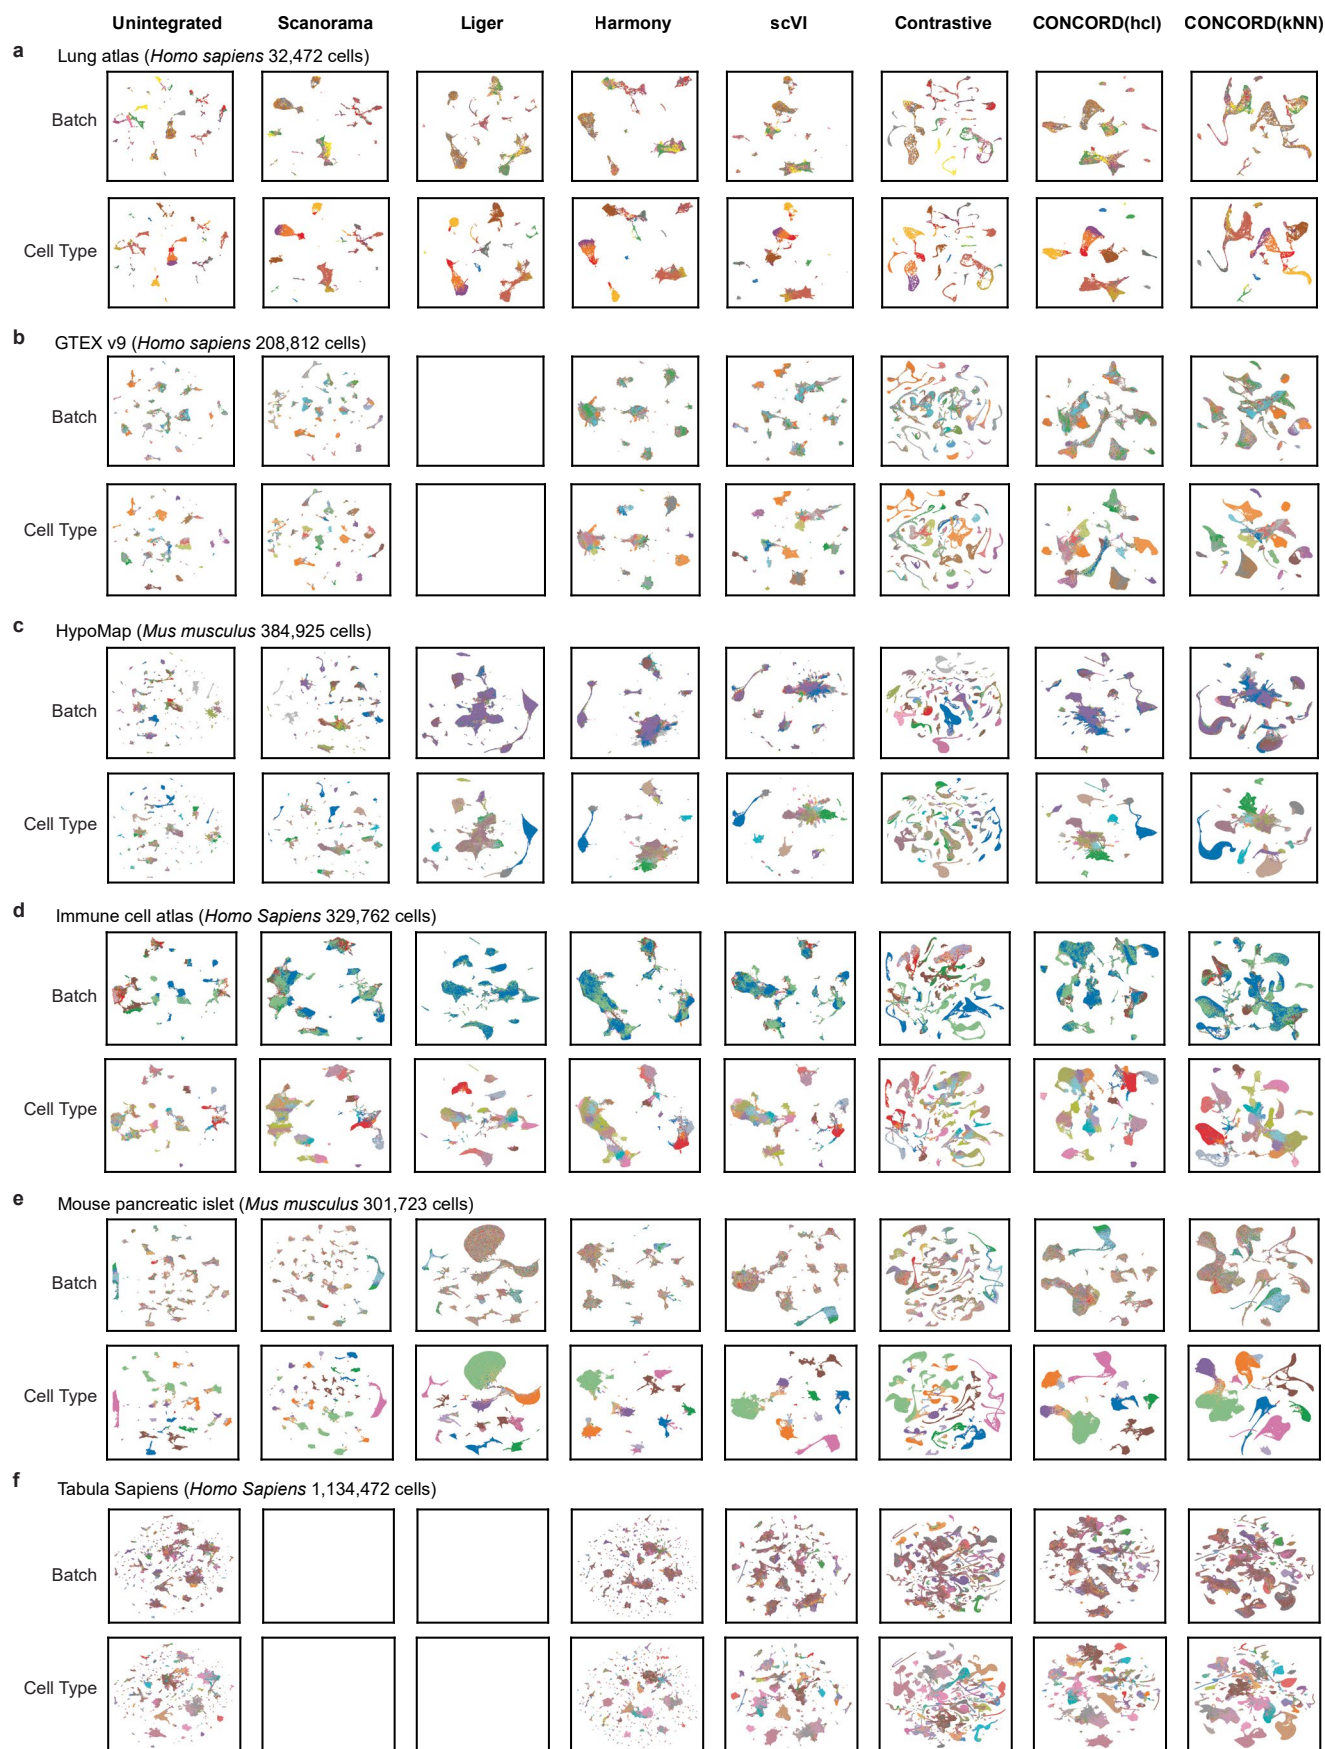 Unintegrated Scanorama Liger Harmony scVI Contrastive CONCORD(hcl) CONCORD(kNN)
a Lung atlas (Homo sapiens 32,472 cells)
Batch
Cell Type
b GTEX v9 (Homo sapiens 208,812 cells)
Batch
Cell Type
c HypoMap (Mus musculus 384,925 cells)
Batch
Cell Type
d Immune cell atlas (Homo Sapiens 329,762 cells)
Batch
Cell Type
e Mouse pancreatic islet (Mus musculus 301,723 cells)
Batch
Cell Type
f Tabula Sapiens (Homo Sapiens 1,134,472 cells)
Batch
Cell Type